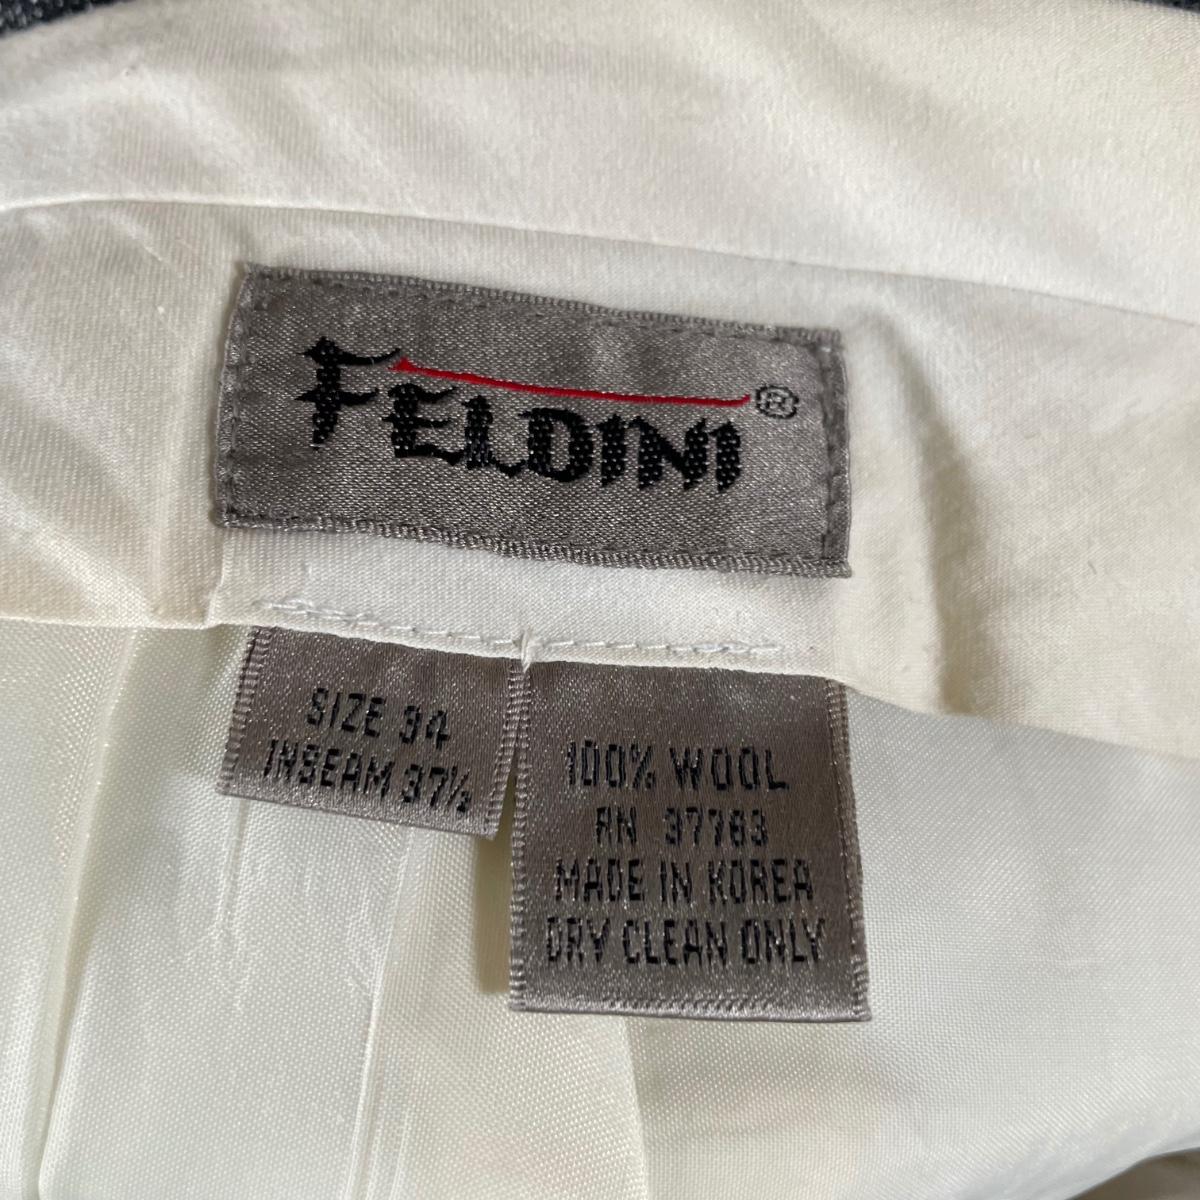 FELDINI ®
SIZE 34
INSEAM 37½
100% WOOL
RN 37763
MADE IN KOREA
DRY CLEAN ONLY